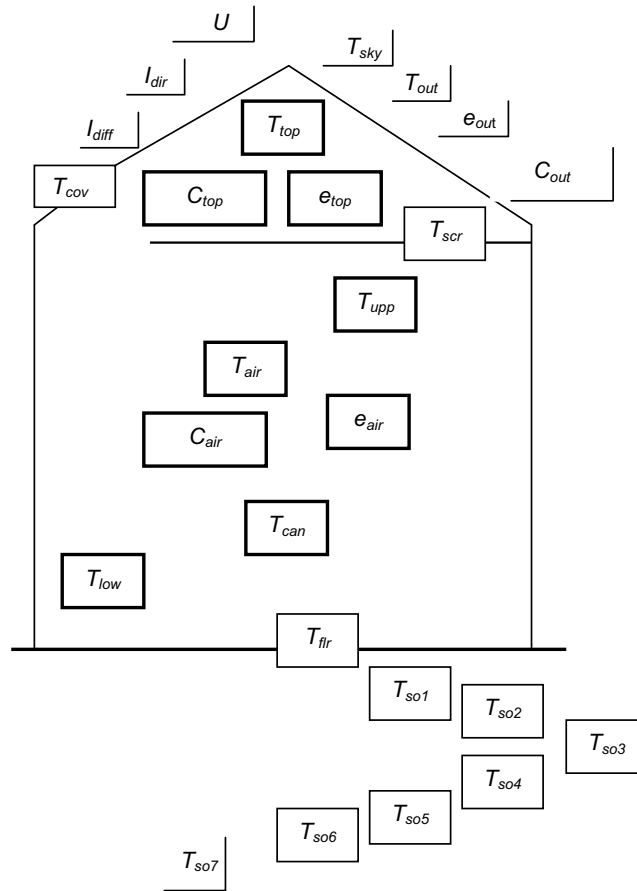 U
T_sky
I_dir
T_out
I_diff
e_out
T_top
T_cov
C_top
e_top
C_out
T_scr
T_upp
T_air
C_air
e_air
T_can
T_low
T_flr
T_so1
T_so2
T_so3
T_so4
T_so5
T_so6
T_so7